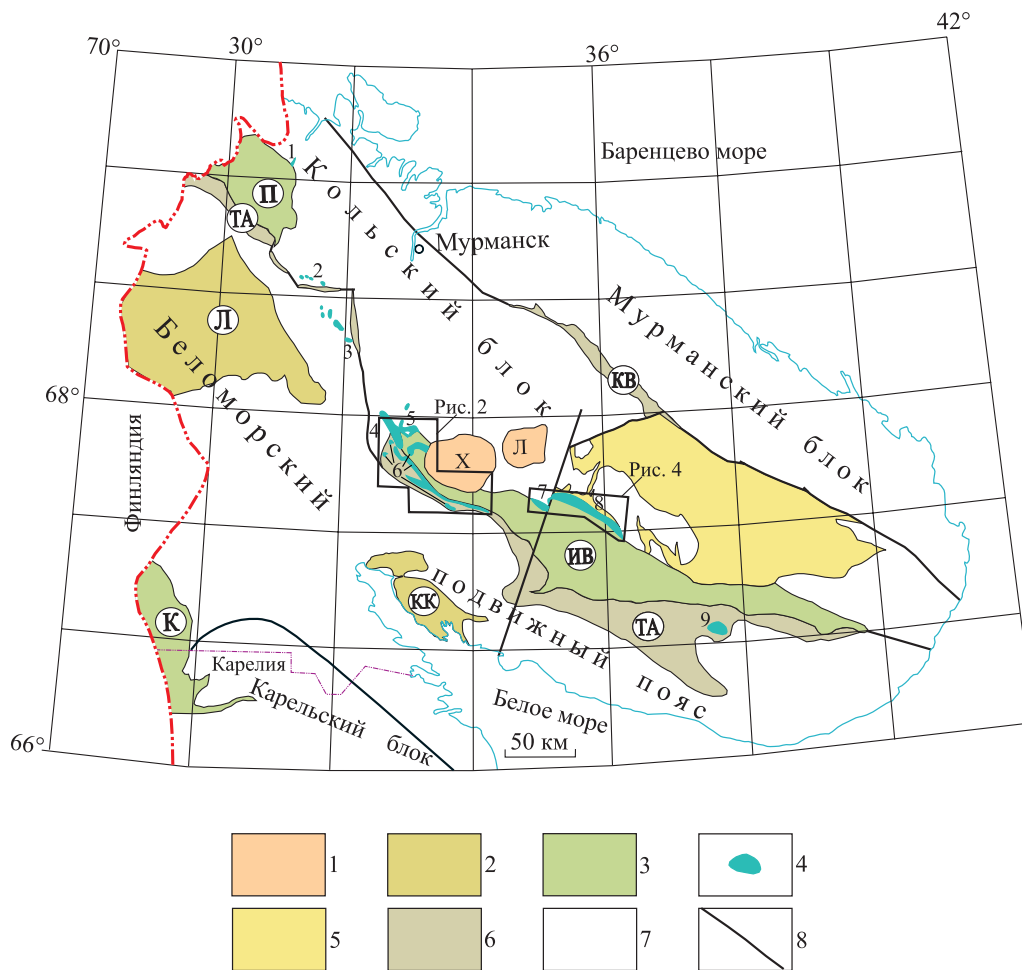 70°
30°
36°
42°
Баренцево море
1
Кольский блок
П
ТА
Мурманск
2
Мурманский блок
Л
3
Беломорский
КВ
68°
Рис. 2
4
5
Х
Л
6
Рис. 4
7
8
Финляндия
ИВ
подвижный пояс
КК
К
ТА
9
Карелия
Карельский блок
Белое море
66°
50 км
1
2
3
4
5
6
7
8